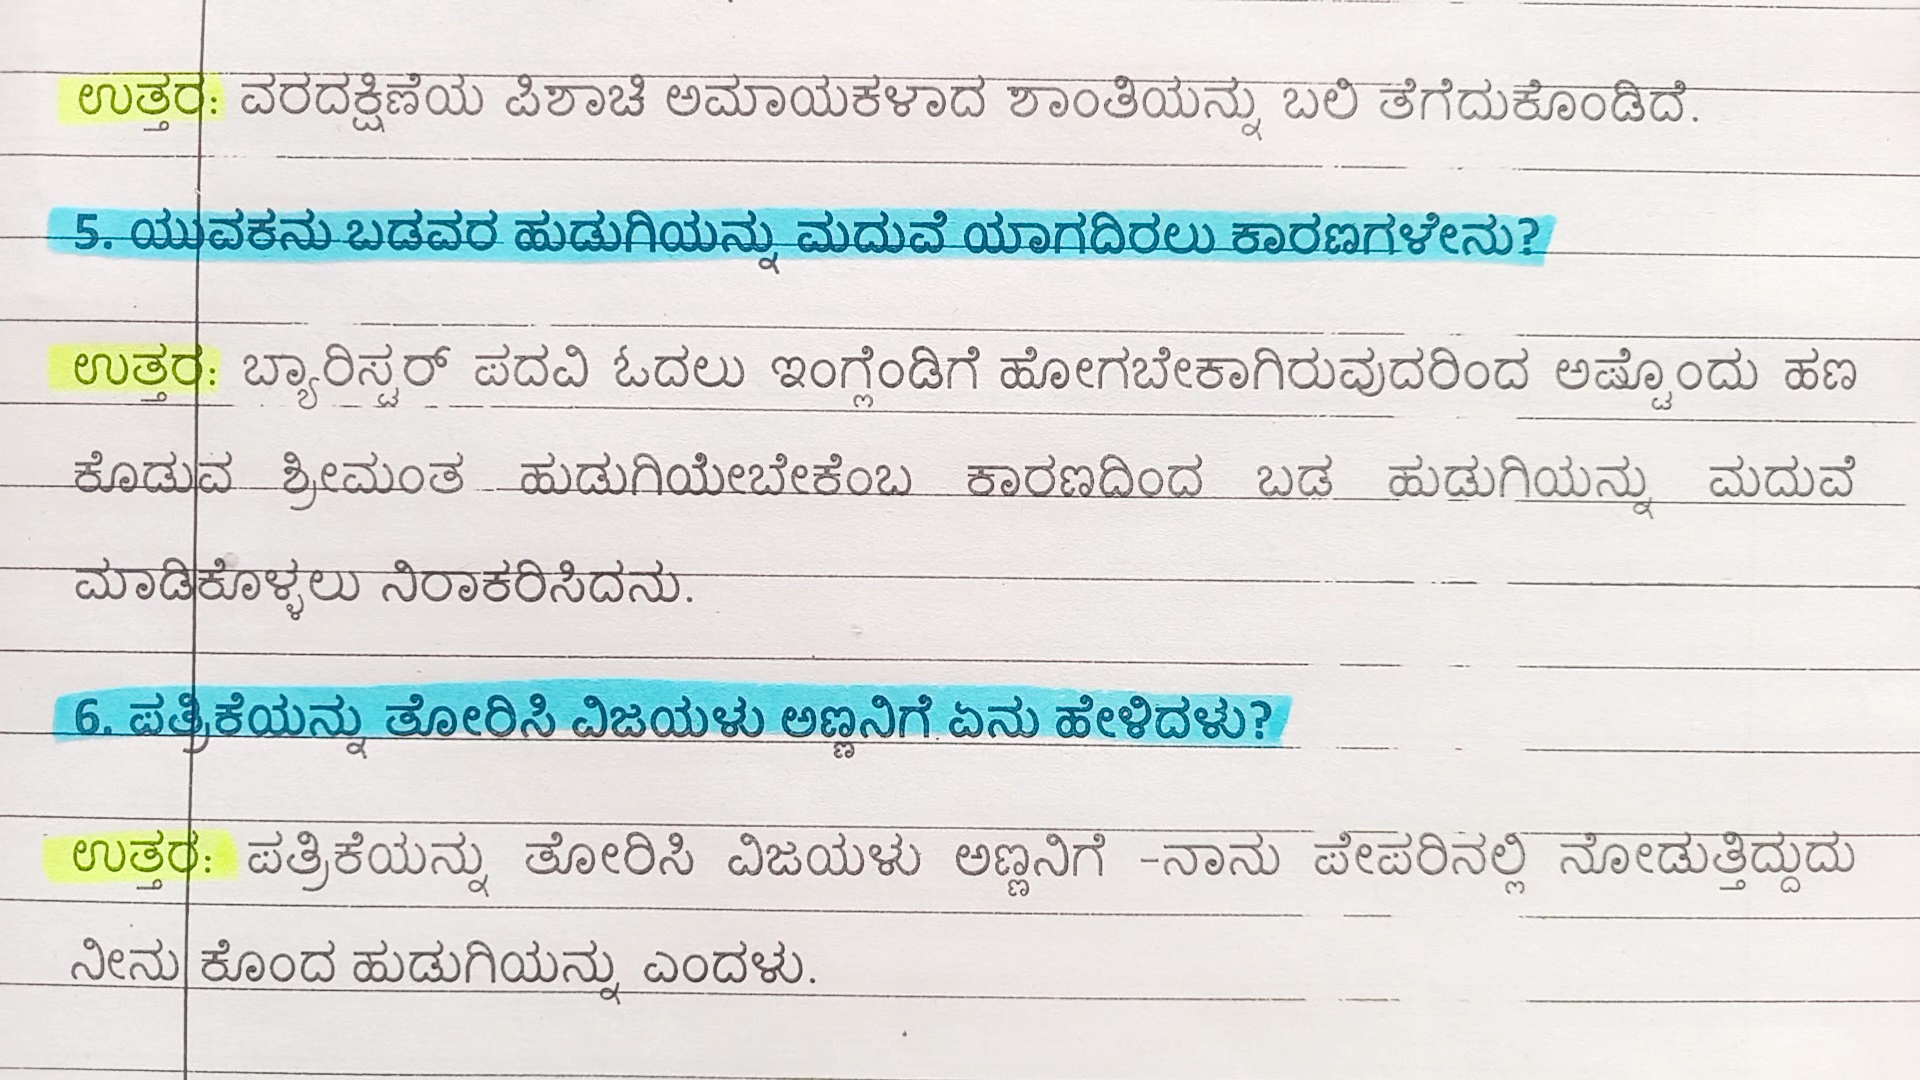 ಉತ್ತರ: ವರದಕ್ಷಿಣೆಯ ಪಿಶಾಚಿ ಅಮಾಯಕಳಾದ ಶಾಂತಿಯನ್ನು ಬಲಿ ತೆಗೆದುಕೊಂಡಿದೆ.
5. ಯುವಕನು ಬಡವರ ಹುಡುಗಿಯನ್ನು ಮದುವೆ ಯಾಗದಿರಲು ಕಾರಣಗಳೇನು?
ಉತ್ತರ: ಬ್ಯಾರಿಸ್ಟರ್ ಪದವಿ ಓದಲು ಇಂಗ್ಲೆಂಡಿಗೆ ಹೋಗಬೇಕಾಗಿರುವುದರಿಂದ ಅಷ್ಟೊಂದು ಹಣ
ಕೊಡುವ ಶ್ರೀಮಂತ ಹುಡುಗಿಯೇಬೇಕೆಂಬ ಕಾರಣದಿಂದ ಬಡ ಹುಡುಗಿಯನ್ನು ಮದುವೆ
ಮಾಡಿಕೊಳ್ಳಲು ನಿರಾಕರಿಸಿದನು.
6. ಪತ್ರಿಕೆಯನ್ನು ತೋರಿಸಿ ವಿಜಯಳು ಅಣ್ಣನಿಗೆ ಏನು ಹೇಳಿದಳು?
ಉತ್ತರ: ಪತ್ರಿಕೆಯನ್ನು ತೋರಿಸಿ ವಿಜಯಳು ಅಣ್ಣನಿಗೆ -ನಾನು ಪೇಪರಿನಲ್ಲಿ ನೋಡುತ್ತಿದ್ದುದು
ನೀನು ಕೊಂದ ಹುಡುಗಿಯನ್ನು ಎಂದಳು.